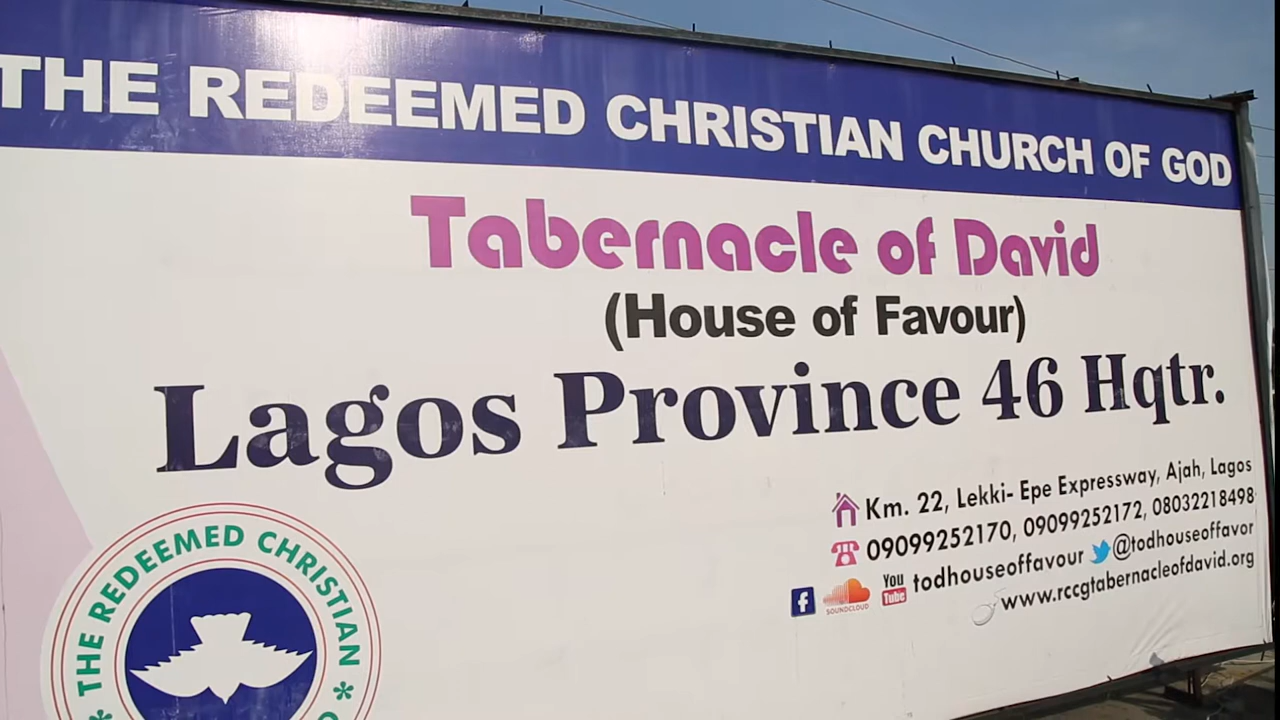 THE REDEEMED CHRISTIAN CHURCH OF GOD
Tabernacle of David
(House of Favour)
Lagos Province 46 Hqtr.
Km. 22, Lekki- Epe Expressway, Ajah, Lagos
09099252170, 09099252172, 08032218498
SOUNDCLOUD You Tube todhouseoffavour @todhouseoffavor
www.rccgtabernacleofdavid.org
THE REDEEMED CHRISTIAN